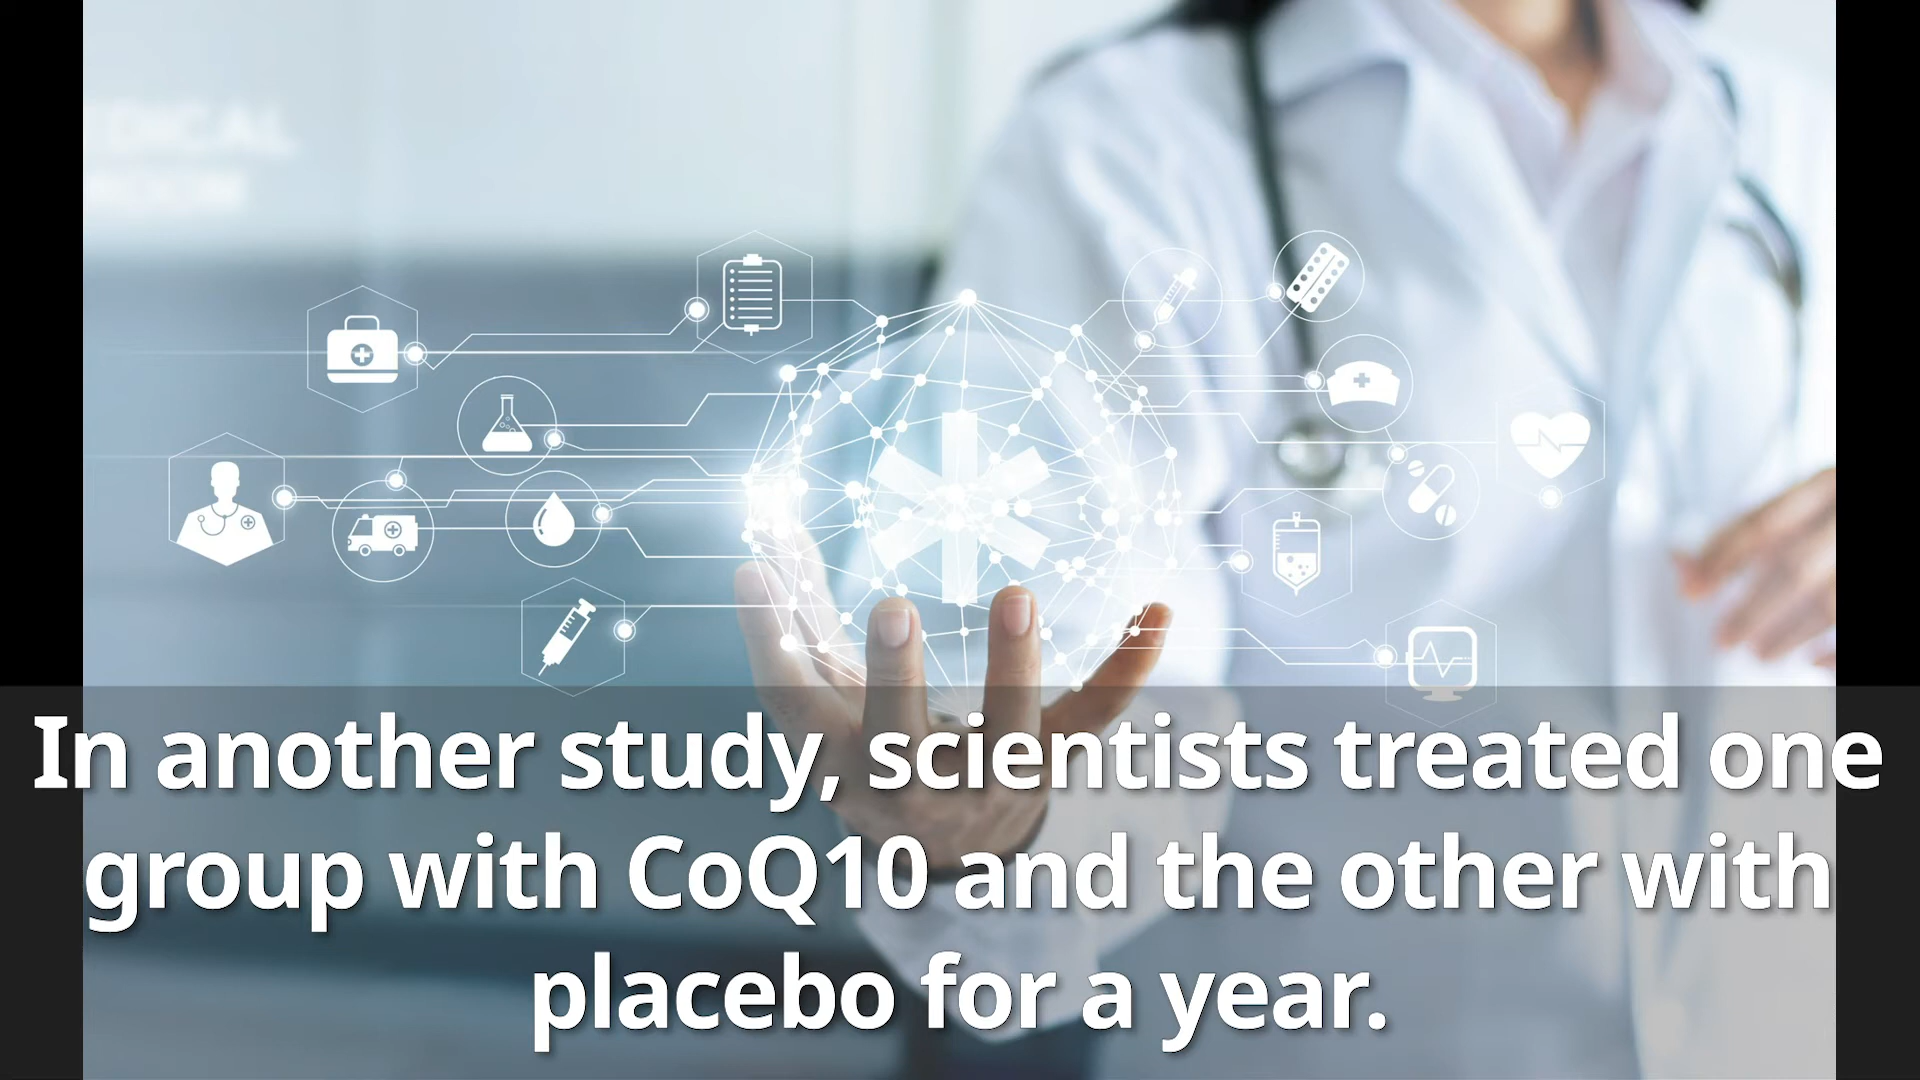 In another study, scientists treated one
group with CoQ10 and the other with
placebo for a year.